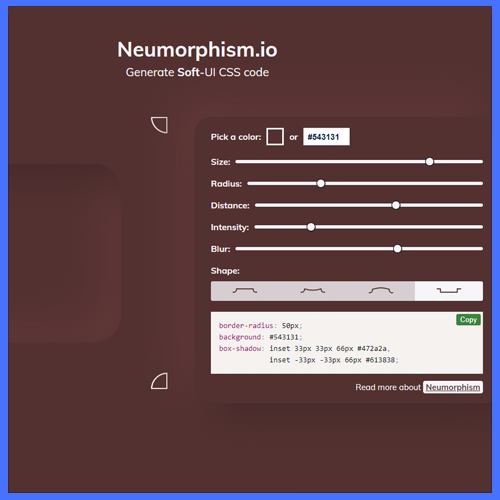 Neumorphism.io
Generate Soft-UI CSS code
Pick a color: or #543131
Size:
Radius:
Distance:
Intensity:
Blur:
Shape:
Copy
border-radius: 50px;
background: #543131;
box-shadow: inset 33px 33px 66px #472a2a,
inset -33px -33px 66px #613838;
Read more about Neumorphism